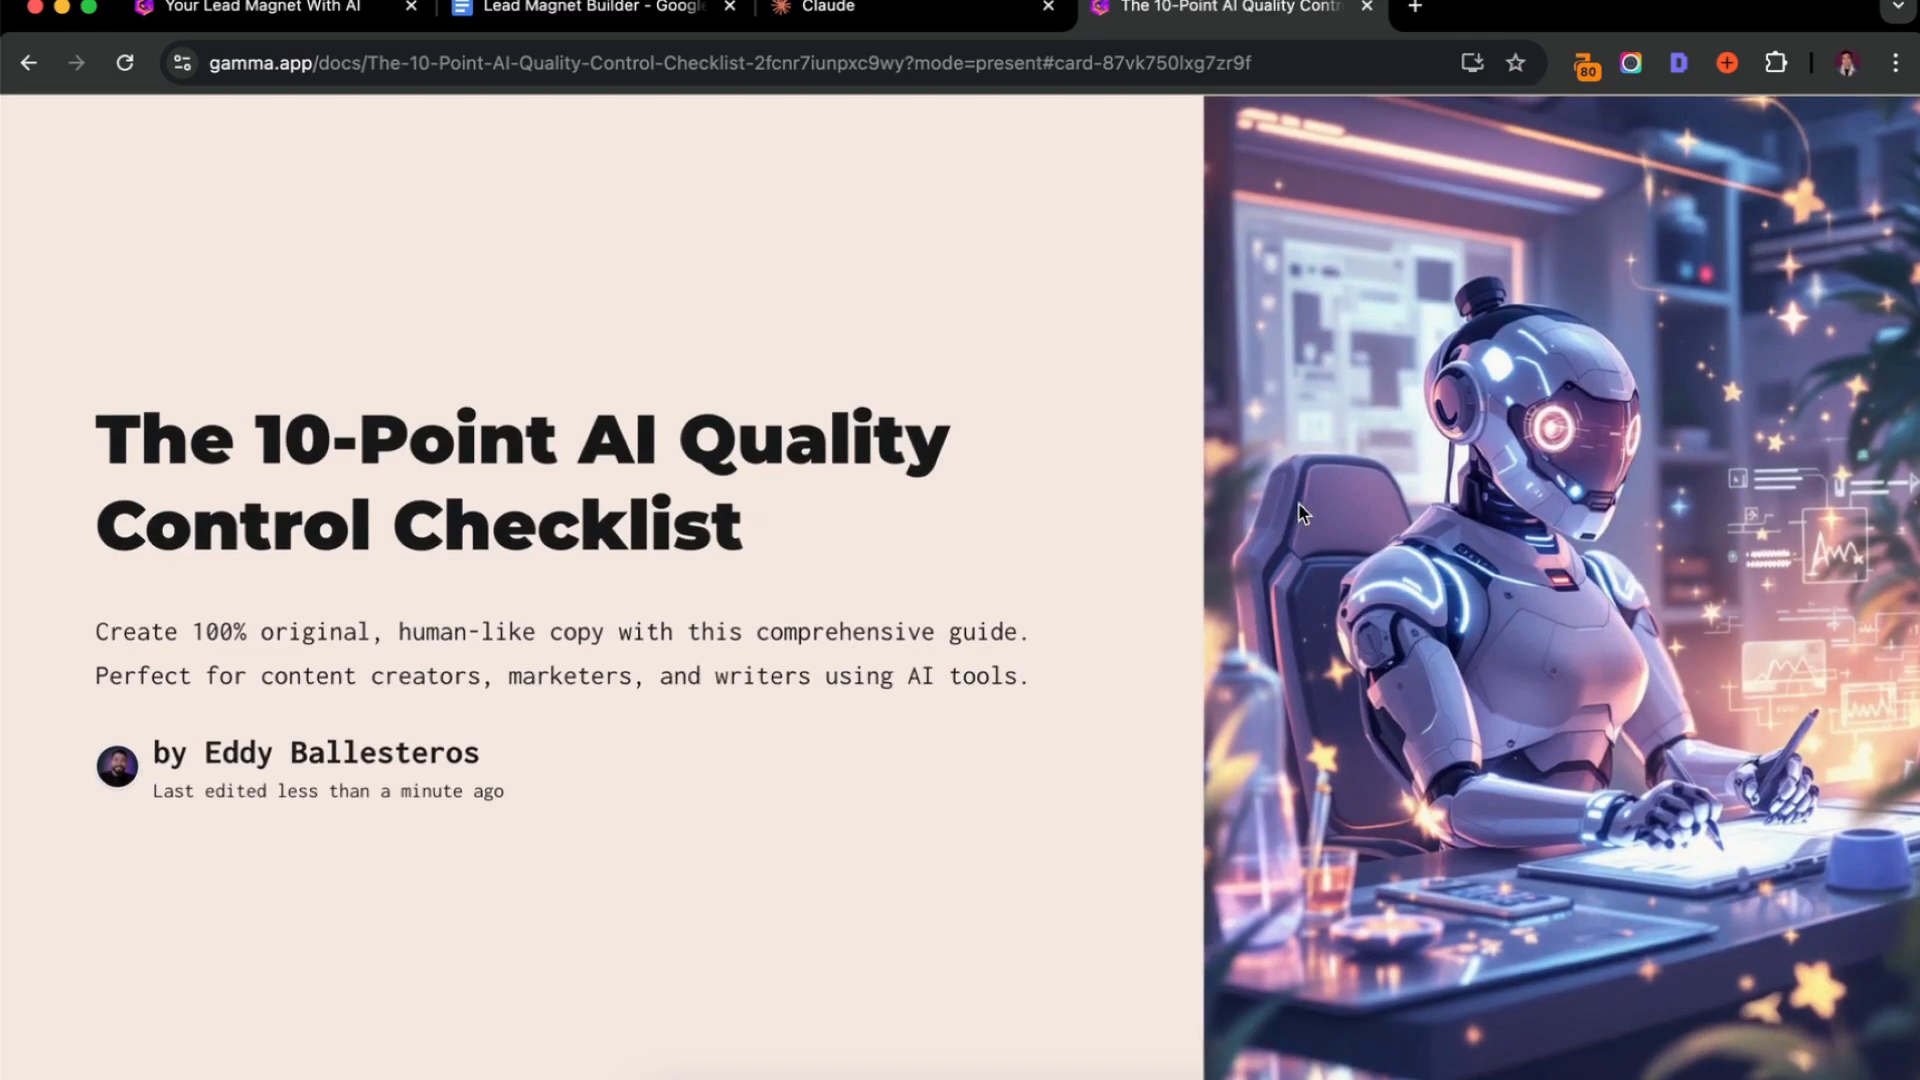 Your Lead Magnet With AI
Lead Magnet Builder - Google
Claude
The 10-Point AI Quality Contr
gamma.app/docs/The-10-Point-AI-Quality-Control-Checklist-2fcnr7iunpxc9wy?mode=present#card-87vk750lxg7zr9f
80
D
The 10-Point AI Quality
Control Checklist
Create 100% original, human-like copy with this comprehensive guide.
Perfect for content creators, marketers, and writers using AI tools.
by Eddy Ballesteros
Last edited less than a minute ago